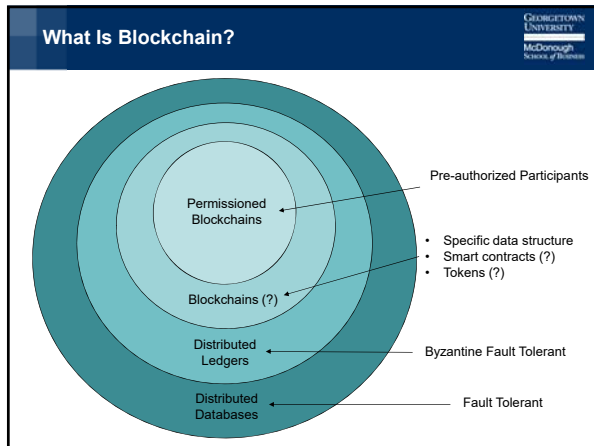 What Is Blockchain?
GEORGETOWN
UNIVERSITY
McDonough
SCHOOL of BUSINESS
Permissioned
Blockchains
Pre-authorized Participants
• Specific data structure
• Smart contracts (?)
• Tokens (?)
Blockchains (?)
Distributed
Ledgers
Byzantine Fault Tolerant
Distributed
Databases
Fault Tolerant